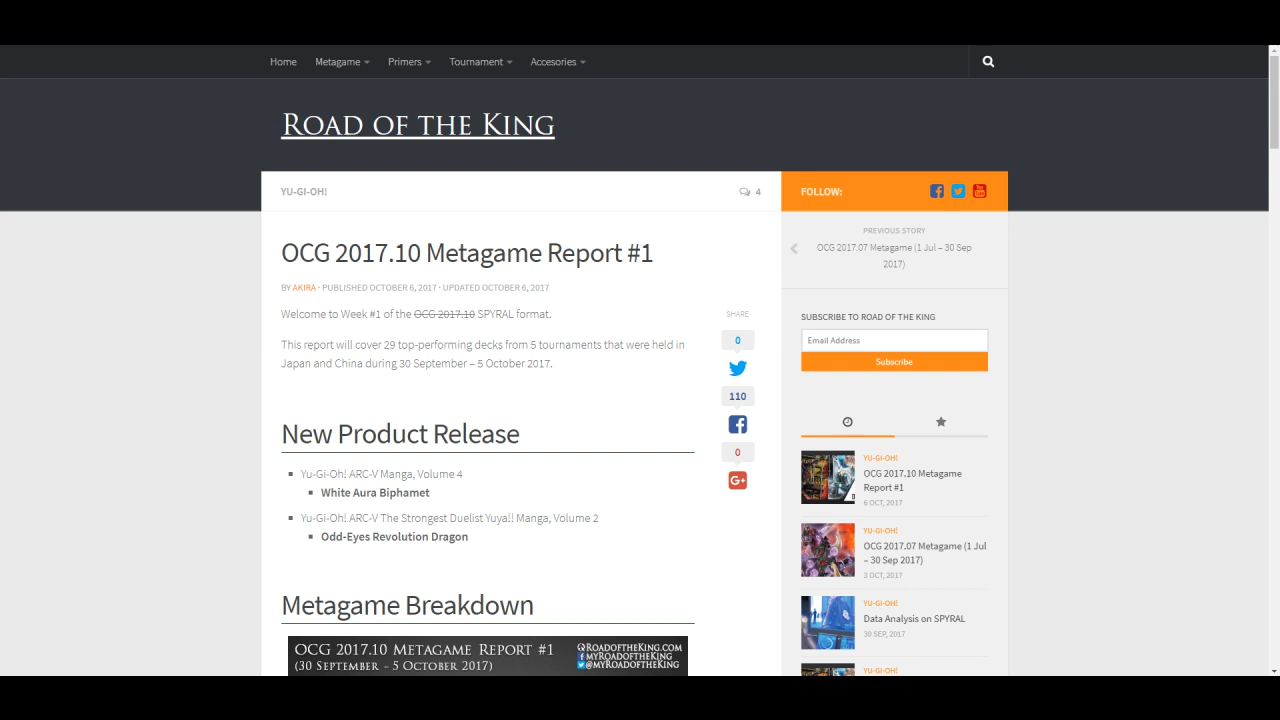 Home Metagame Primers Tournament Accesories
ROAD OF THE KING
YU-GI-OH!
4
OCG 2017.10 Metagame Report #1
BY AKIRA · PUBLISHED OCTOBER 6, 2017 · UPDATED OCTOBER 6, 2017
Welcome to Week #1 of the OCG 2017.10 SPYRAL format.
This report will cover 29 top-performing decks from 5 tournaments that were held in
Japan and China during 30 September – 5 October 2017.
SHARE
0
110
0
G+
New Product Release
Yu-Gi-Oh! ARC-V Manga, Volume 4
White Aura Biphamet
Yu-Gi-Oh! ARC-V The Strongest Duelist Yuya!! Manga, Volume 2
Odd-Eyes Revolution Dragon
Metagame Breakdown
OCG 2017.10 METAGAME REPORT #1
(30 SEPTEMBER – 5 OCTOBER 2017)
ROADOFTHEKING.COM
MYROADOFTHEKING
@MYROADOFTHEKING
FOLLOW:
You Tube
PREVIOUS STORY
OCG 2017.07 Metagame (1 Jul – 30 Sep
2017)
SUBSCRIBE TO ROAD OF THE KING
Email Address
Subscribe
YU-GI-OH!
OCG 2017.10 Metagame
Report #1
6 OCT, 2017
YU-GI-OH!
OCG 2017.07 Metagame (1 Jul
– 30 Sep 2017)
3 OCT, 2017
YU-GI-OH!
Data Analysis on SPYRAL
30 SEP, 2017
YU-GI-OH!